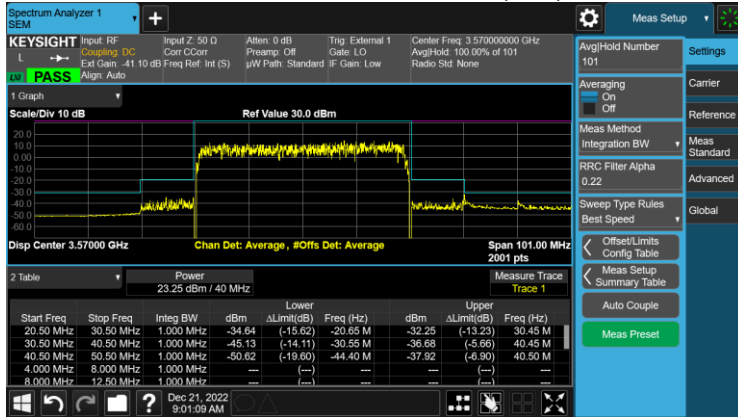 Spectrum Analyzer 1
SEM
+
Meas Setup
KEYSIGHT
L
LXI
PASS
Input: RF
Coupling: DC
Ext Gain: -41.10 dB
Align: Auto
Input Z: 50 Ω
Corr CCorr
Freq Ref: Int (S)
Atten: 0 dB
Preamp: Off
µW Path: Standard
Trig: External 1
Gate: LO
IF Gain: Low
Center Freq: 3.570000000 GHz
Avg|Hold: 100.00% of 101
Radio Std: None
1 Graph
Scale/Div 10 dB
Ref Value 30.0 dBm
20.0
10.0
0.00
-10.0
-20.0
-30.0
-40.0
-50.0
-60.0
Disp Center 3.57000 GHz
Chan Det: Average, #Offs Det: Average
Span 101.00 MHz
2001 pts
2 Table
Power
23.25 dBm / 40 MHz
Measure Trace
Trace 1
Lower Upper
Start Freq Stop Freq Integ BW dBm ΔLimit(dB) Freq (Hz) dBm ΔLimit(dB) Freq (Hz)
20.50 MHz 30.50 MHz 1.000 MHz -34.64 (-15.62) -20.65 M -32.25 (-13.23) 30.45 M
30.50 MHz 40.50 MHz 1.000 MHz -45.13 (-14.11) -30.55 M -36.68 (-5.66) 40.45 M
40.50 MHz 50.50 MHz 1.000 MHz -50.62 (-19.60) -44.40 M -37.92 (-6.90) 40.50 M
4.000 MHz 8.000 MHz 1.000 MHz --- (---) --- (---)
8.000 MHz 12.50 MHz 1.000 MHz --- (---) --- (---)
?
Dec 21, 2022
9:01:09 AM
Avg|Hold Number
101
Averaging
On
Off
Meas Method
Integration BW
RRC Filter Alpha
0.22
Sweep Type Rules
Best Speed
Offset/Limits
Config Table
Meas Setup
Summary Table
Auto Couple
Meas Preset
Settings
Carrier
Reference
Meas
Standard
Advanced
Global